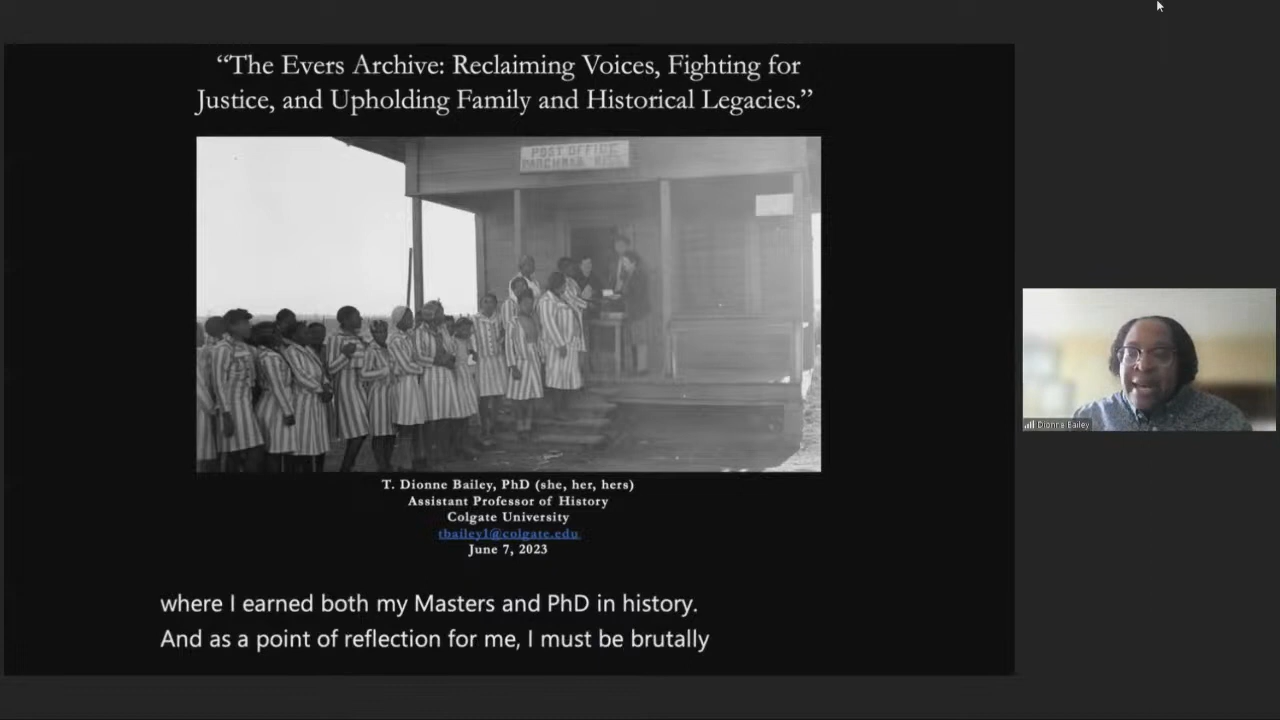 “The Evers Archive: Reclaiming Voices, Fighting for
Justice, and Upholding Family and Historical Legacies.”
POST OFFICE
PARCHMAN MISS
T. Dionne Bailey, PhD (she, her, hers)
Assistant Professor of History
Colgate University
tbailey1@colgate.edu
June 7, 2023
Dionne Bailey
where I earned both my Masters and PhD in history.
And as a point of reflection for me, I must be brutally